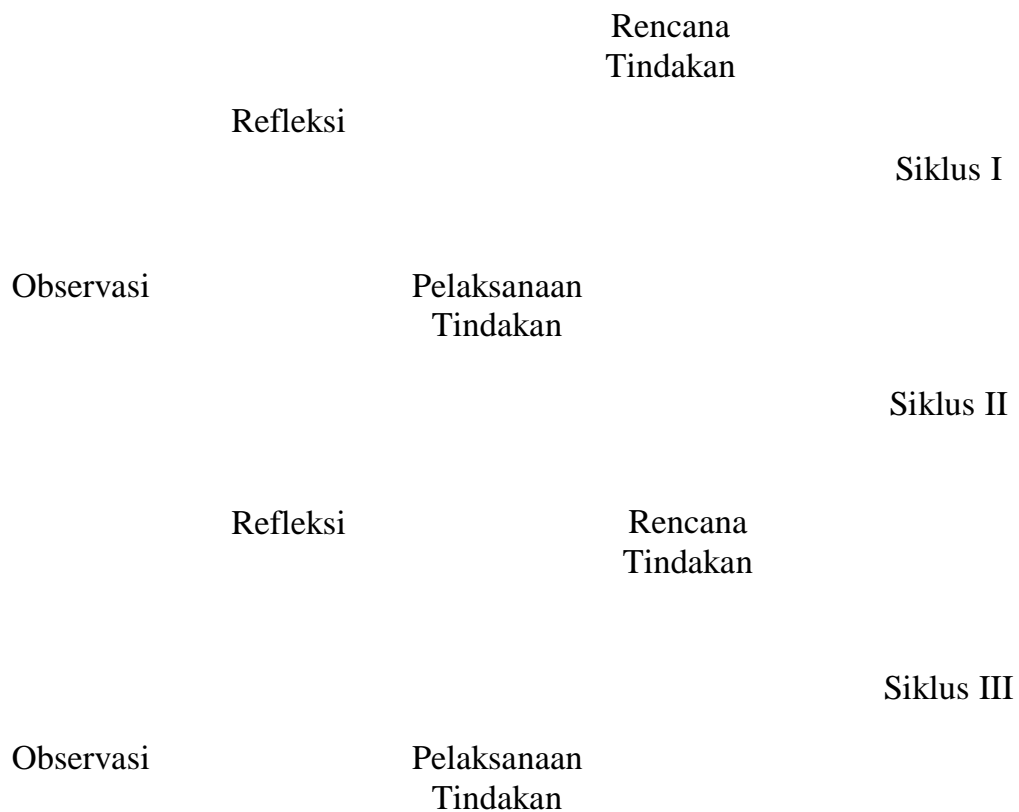 Rencana
Tindakan
Refleksi
Siklus I
Observasi
Pelaksanaan
Tindakan
Siklus II
Refleksi
Rencana
Tindakan
Siklus III
Observasi
Pelaksanaan
Tindakan